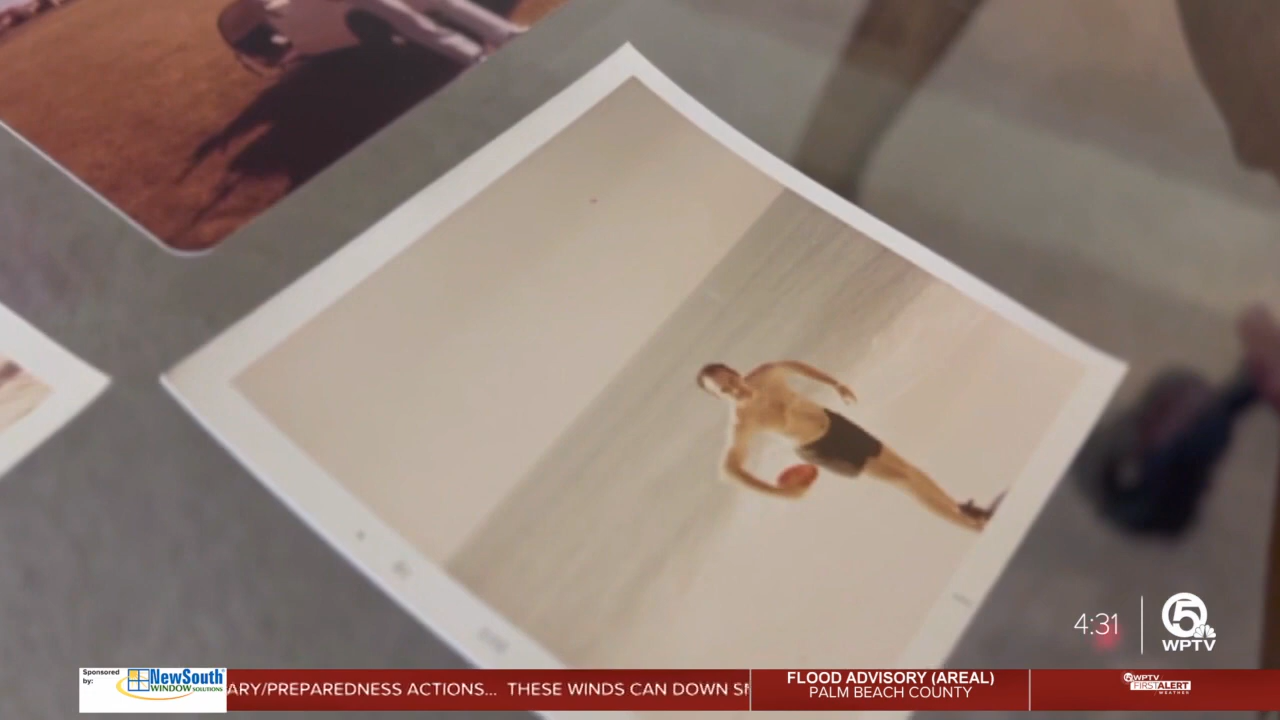 4:31
5
WPTV
Sponsored
by:
NewSouth
WINDOW SOLUTIONS
ARY/PREPAREDNESS ACTIONS... THESE WINDS CAN DOWN
FLOOD ADVISORY (AREAL)
PALM BEACH COUNTY
WPTV
FIRST ALERT
WEATHER